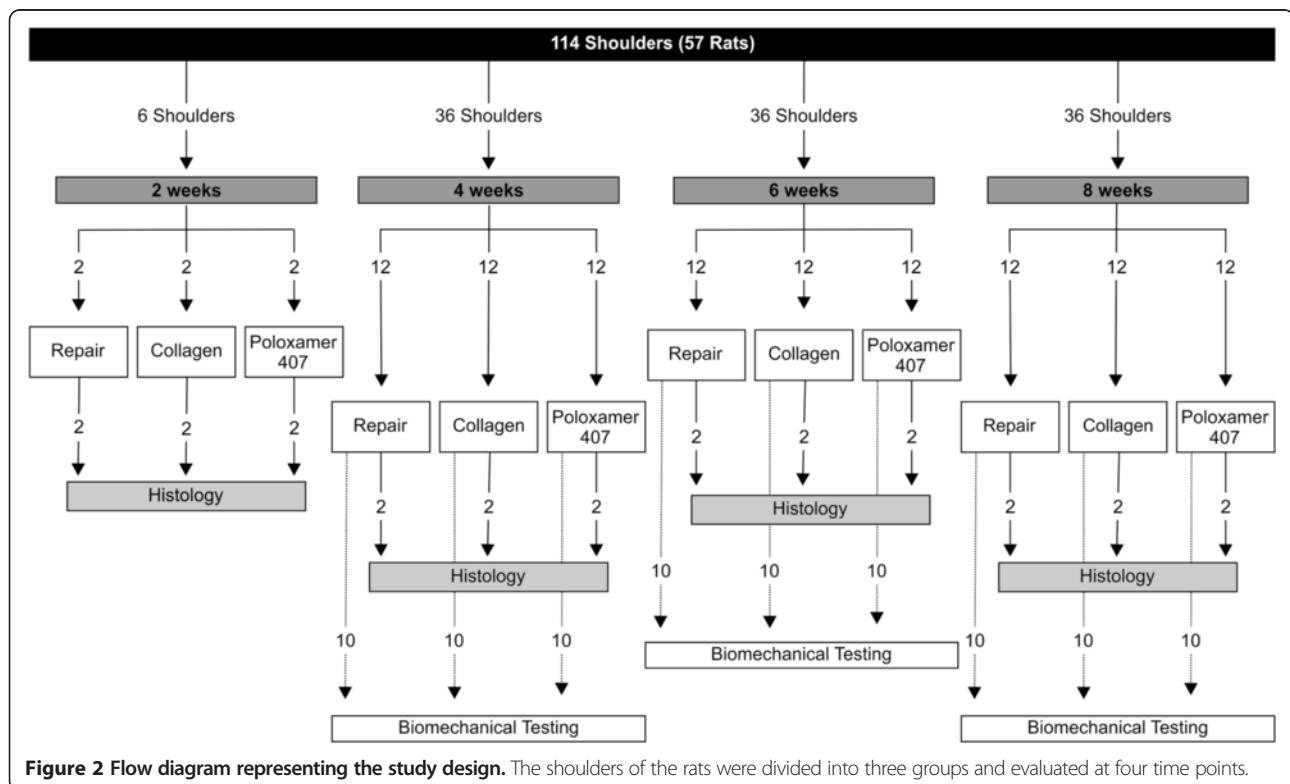 114 Shoulders (57 Rats)
6 Shoulders 36 Shoulders 36 Shoulders 36 Shoulders
2 weeks 4 weeks 6 weeks 8 weeks
2 2 2 12 12 12 12 12 12 12 12 12
Repair Collagen Poloxamer 407
2 2 2
Histology
Repair Collagen Poloxamer 407
2 2 2
Histology
10 10 10
Biomechanical Testing
Repair Collagen Poloxamer 407
2 2 2
Histology
10 10 10
Biomechanical Testing
Repair Collagen Poloxamer 407
2 2 2
Histology
10 10 10
Biomechanical Testing
Figure 2 Flow diagram representing the study design. The shoulders of the rats were divided into three groups and evaluated at four time points.